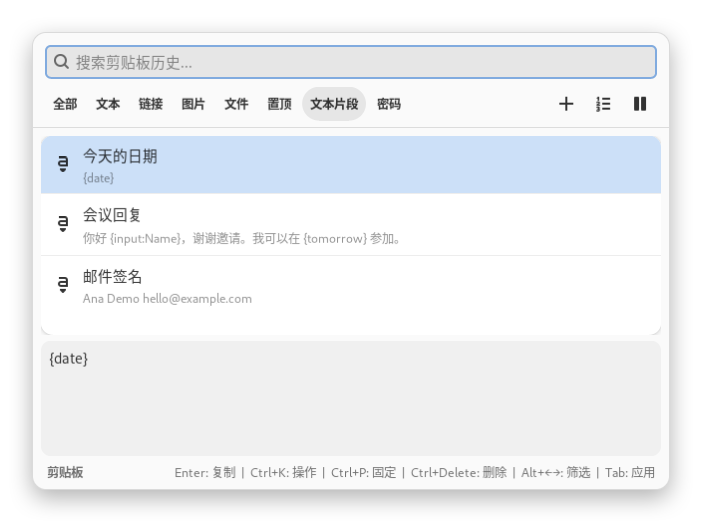 搜索剪贴板历史...
全部 文本 链接 图片 文件 置顶 文本片段 密码
今天的日期
{date}
会议回复
你好 {input:Name}，谢谢邀请。我可以在 {tomorrow} 参加。
邮件签名
Ana Demo hello@example.com
{date}
剪贴板 Enter: 复制 | Ctrl+K: 操作 | Ctrl+P: 固定 | Ctrl+Delete: 删除 | Alt+←→: 筛选 | Tab: 应用